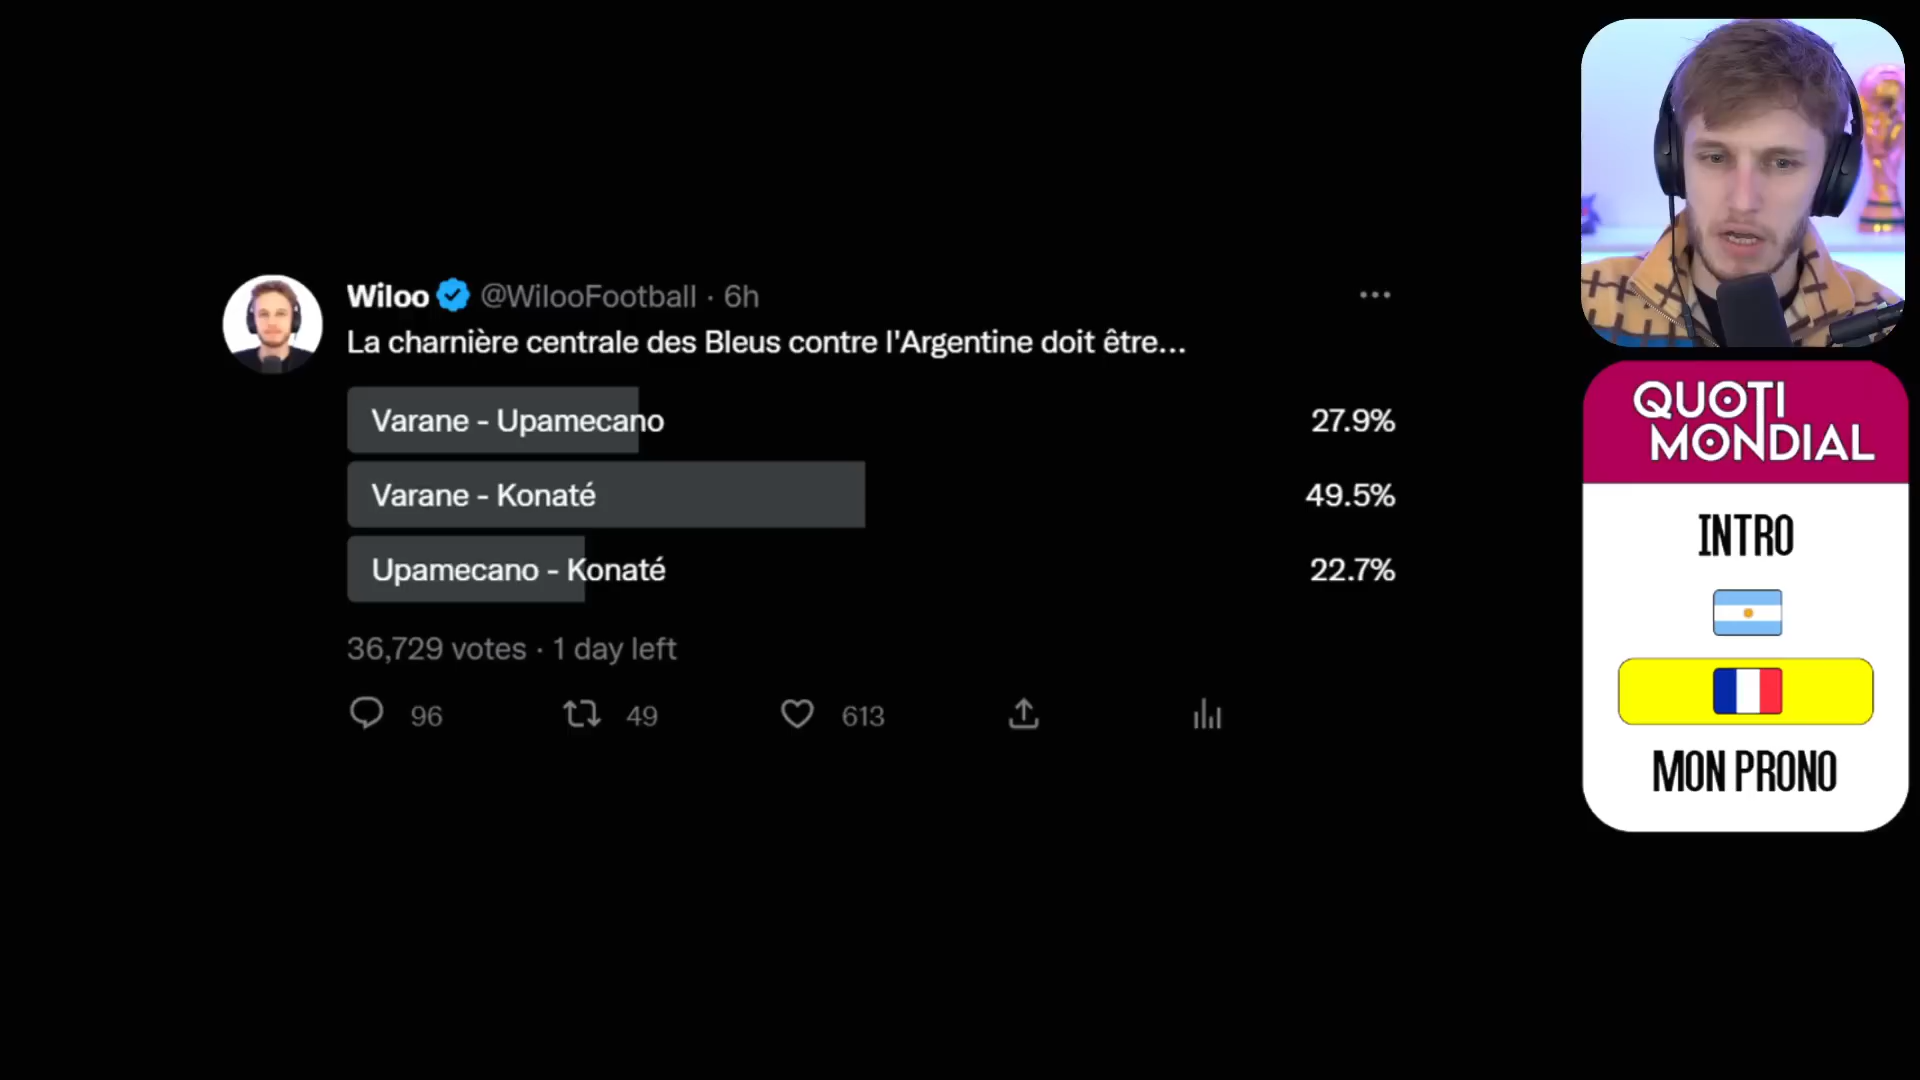 Wiloo @WilooFootball · 6h
La charnière centrale des Bleus contre l'Argentine doit être...
Varane - Upamecano 27.9%
Varane - Konaté 49.5%
Upamecano - Konaté 22.7%
36,729 votes · 1 day left
96 49 613
QUOTI
MONDIAL
INTRO
MON PRONO